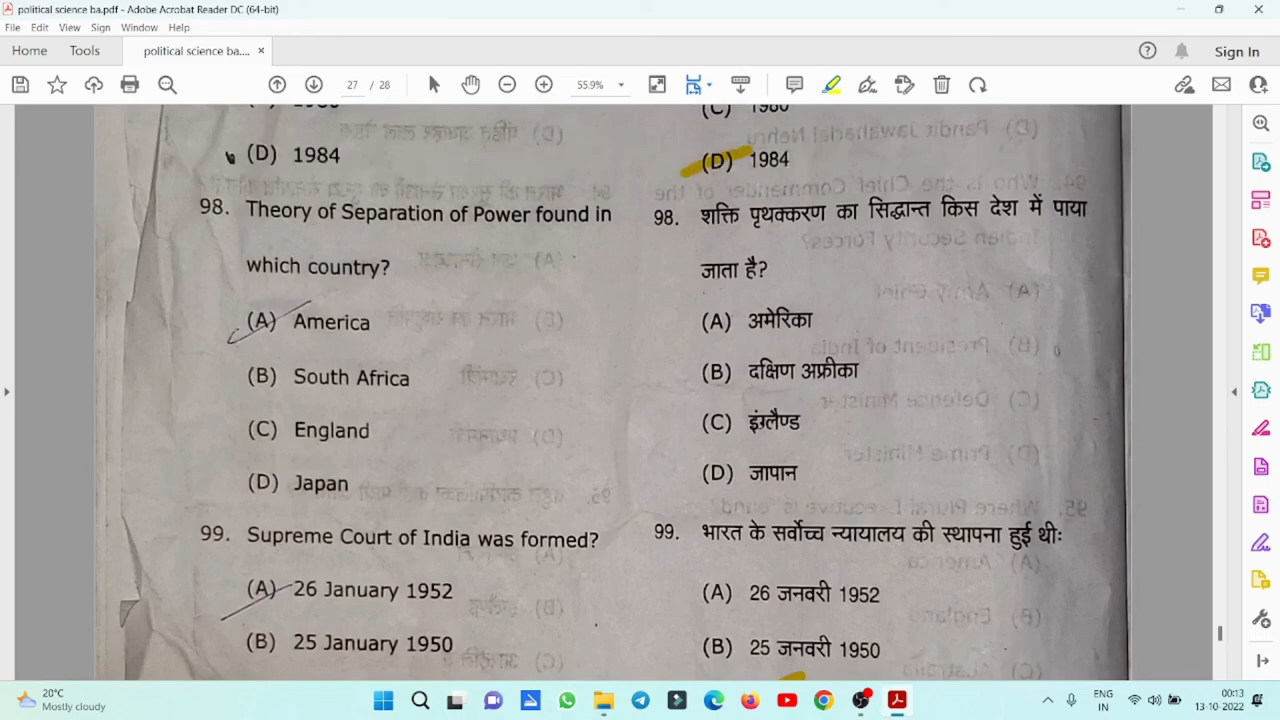 political science ba.pdf - Adobe Acrobat Reader DC (64-bit)
File Edit View Sign Window Help
Home Tools political science ba.... × Sign In
27 / 28 55.9%
(D) 1984
98. Theory of Separation of Power found in
which country?
(A) America
(B) South Africa
(C) England
(D) Japan
99. Supreme Court of India was formed?
(A) 26 January 1952
(B) 25 January 1950
(C) 1980
(D) 1984
98. शक्ति पृथक्करण का सिद्धान्त किस देश में पाया
जाता है?
(A) अमेरिका
(B) दक्षिण अफ्रीका
(C) इंग्लैण्ड
(D) जापान
99. भारत के सर्वोच्च न्यायालय की स्थापना हुई थीः
(A) 26 जनवरी 1952
(B) 25 जनवरी 1950
20°C
Mostly cloudy
ENG
IN
00:13
13-10-2022